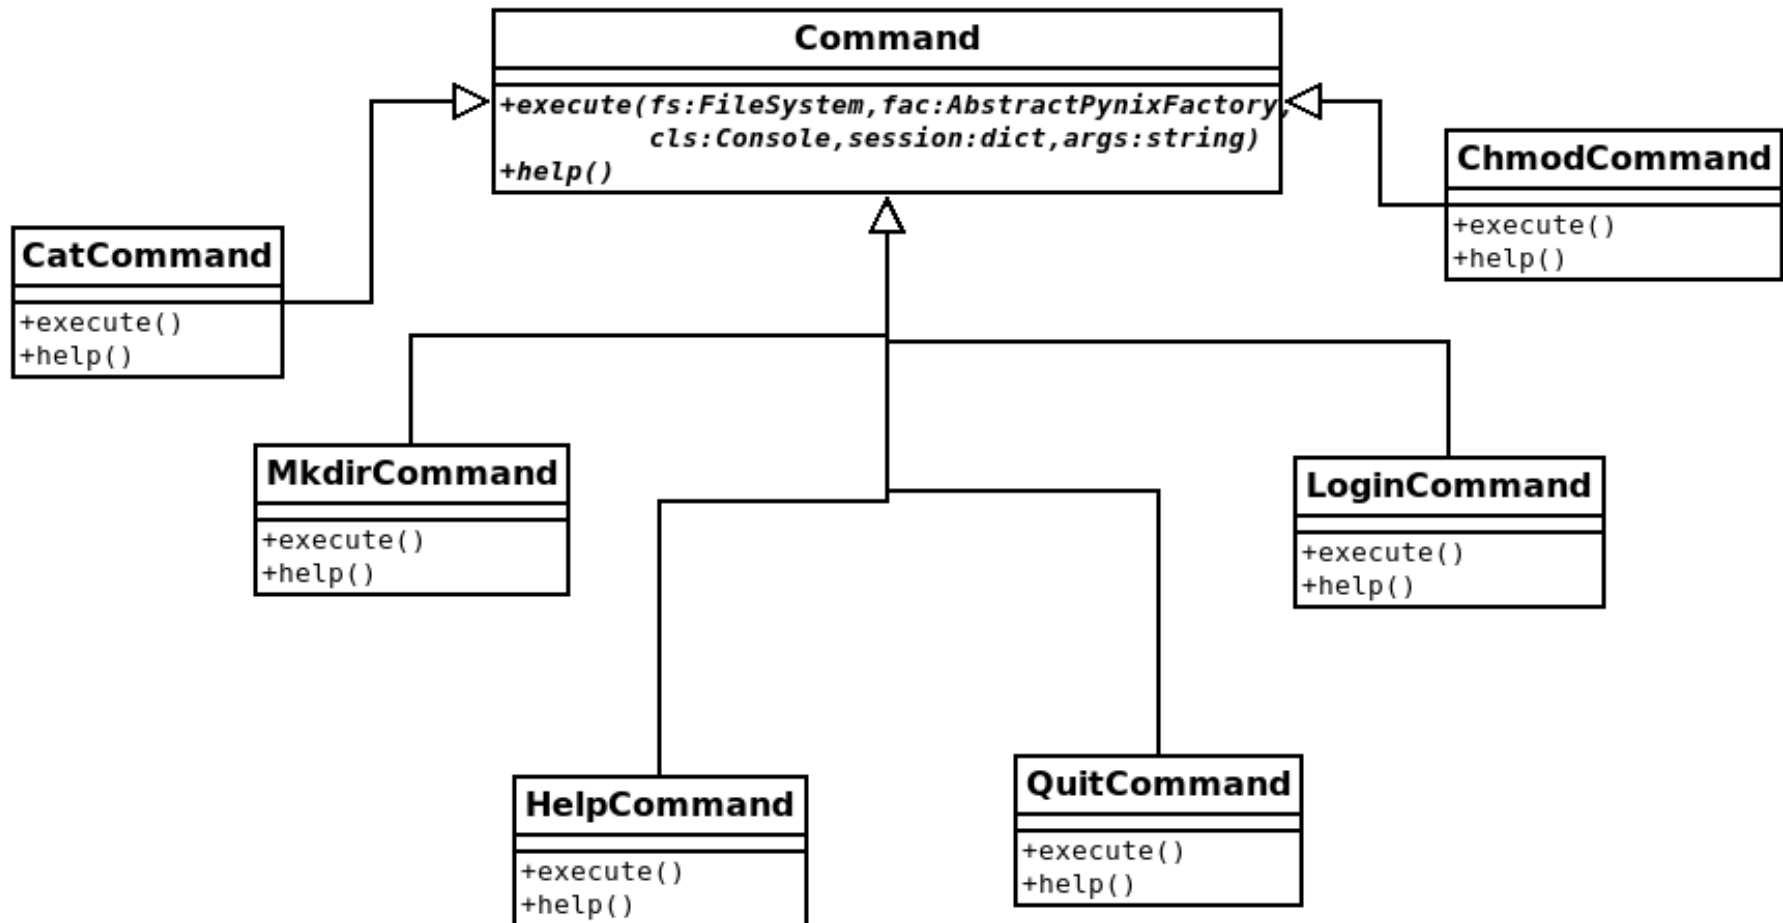 Command
+execute(fs:FileSystem,fac:AbstractPynixFactory,
cls:Console,session:dict,args:string)
+help()
ChmodCommand
+execute()
+help()
CatCommand
+execute()
+help()
MkdirCommand
+execute()
+help()
LoginCommand
+execute()
+help()
HelpCommand
+execute()
+help()
QuitCommand
+execute()
+help()